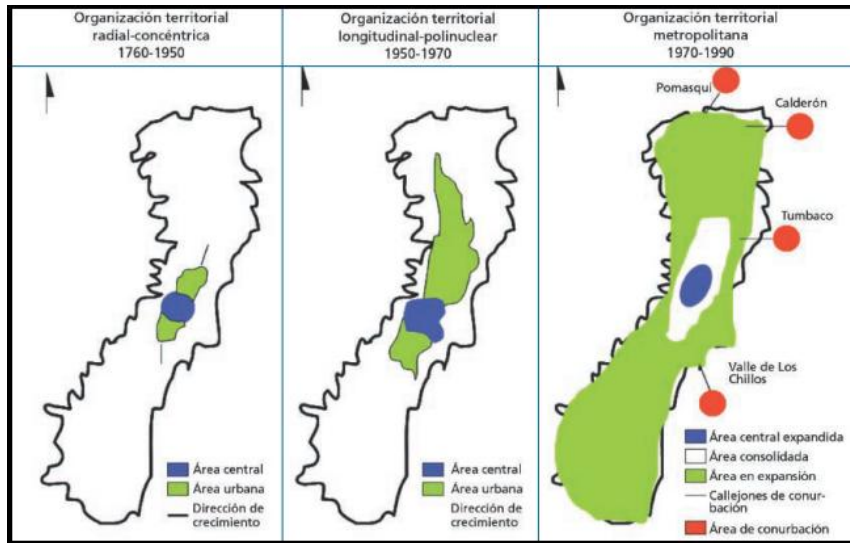 Organización territorial
radial-concéntrica
1760-1950
Organización territorial
longitudinal-polinuclear
1950-1970
Organización territorial
metropolitana
1970-1990
Área central
Área urbana
Dirección de
crecimiento
Área central
Área urbana
Dirección de
crecimiento
Pomasqui
Calderón
Tumbaco
Valle de Los
Chillos
Área central expandida
Área consolidada
Área en expansión
Callejones de conur-
bación
Área de conurbación